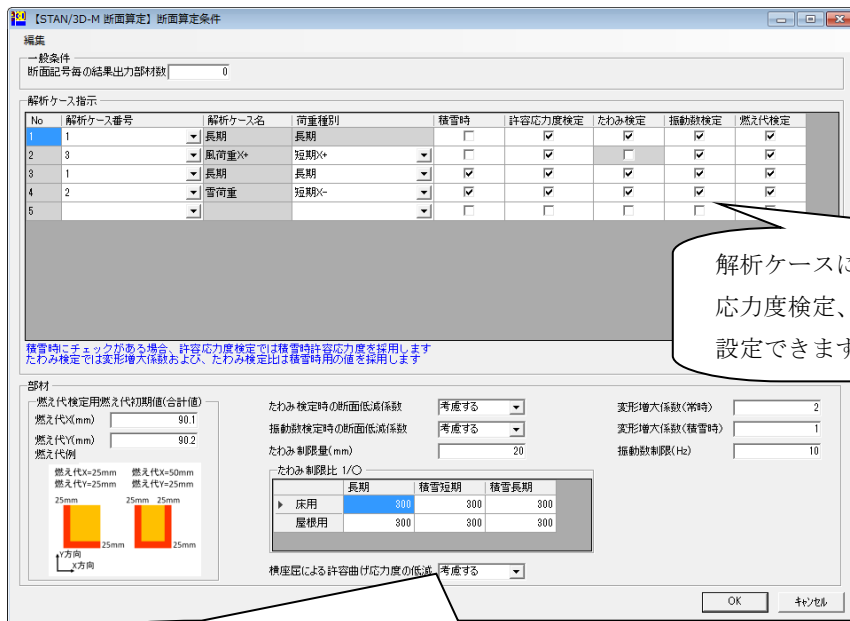 【STAN/3D-M 断面算定】断面算定条件
編集
一般条件
断面記号毎の結果出力部材数 0
解析ケース指示
No 解析ケース番号 解析ケース名 荷重種別 積雪時 許容応力度検定 たわみ検定 振動数検定 燃え代検定
1 1 長期 長期
2 3 風荷重X+ 短期X+
3 1 長期 長期
4 2 雪荷重 短期X-
5
解析ケースに
応力度検定、
設定できます
積雪時にチェックがある場合、許容応力度検定では積雪時許容応力度を採用します
たわみ検定では変形増大係数および、たわみ検定比は積雪時用の値を採用します
部材
燃え代検定用燃え代初期値(合計値)
燃え代X(mm) 90.1
燃え代Y(mm) 90.2
燃え代例
燃え代X=25mm 燃え代X=50mm
燃え代Y=25mm 燃え代Y=25mm
25mm 25mm 25mm
25mm 25mm
Y方向
X方向
たわみ検定時の断面低減係数 考慮する
振動数検定時の断面低減係数 考慮する
たわみ制限量(mm) 20
たわみ制限比 1/〇
長期 積雪短期 積雪長期
床用 300 300 300
屋根用 300 300 300
横座屈による許容曲げ応力度の低減 考慮する
変形増大係数(常時) 2
変形増大係数(積雪時) 1
振動数制限(Hz) 10
OK キャンセル